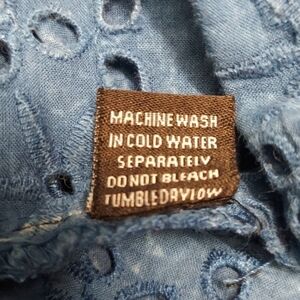 MACHINE WASH
IN COLD WATER
SEPARATELY
DO NOT BLEACH
TUMBLE DRY LOW